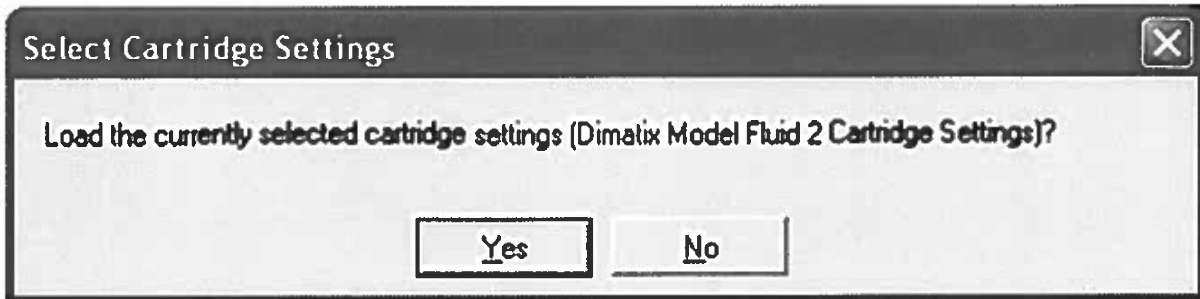 Select Cartridge Settings
Load the currently selected cartridge settings (Dimatix Model Fluid 2 Cartridge Settings)?
Yes No